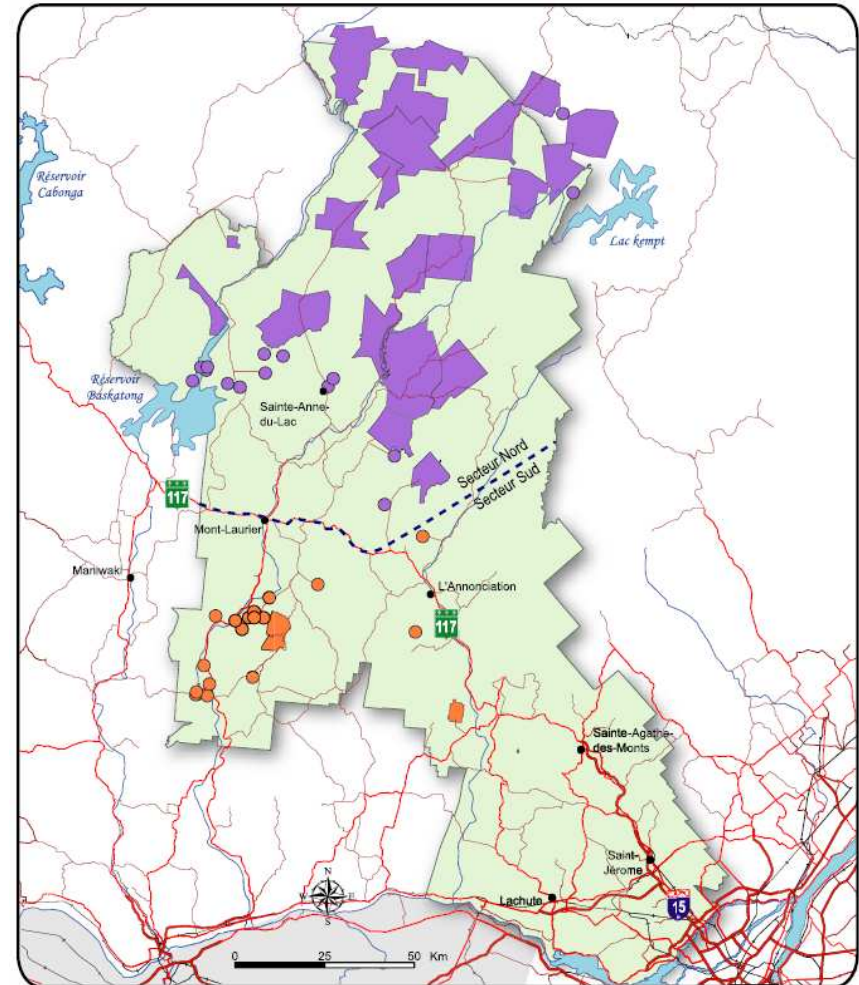 Réservoir
Cabonga
Lac kempt
Réservoir
Baskatong
Sainte-Anne-
du-Lac
Secteur Nord
Secteur Sud
117
Mont-Laurier
Maniwaki
L'Annonciation
117
Sainte-Agathe-
des-Monts
Saint-
Jérome
Lachute
15
N
W E
S
0 25 50 Km